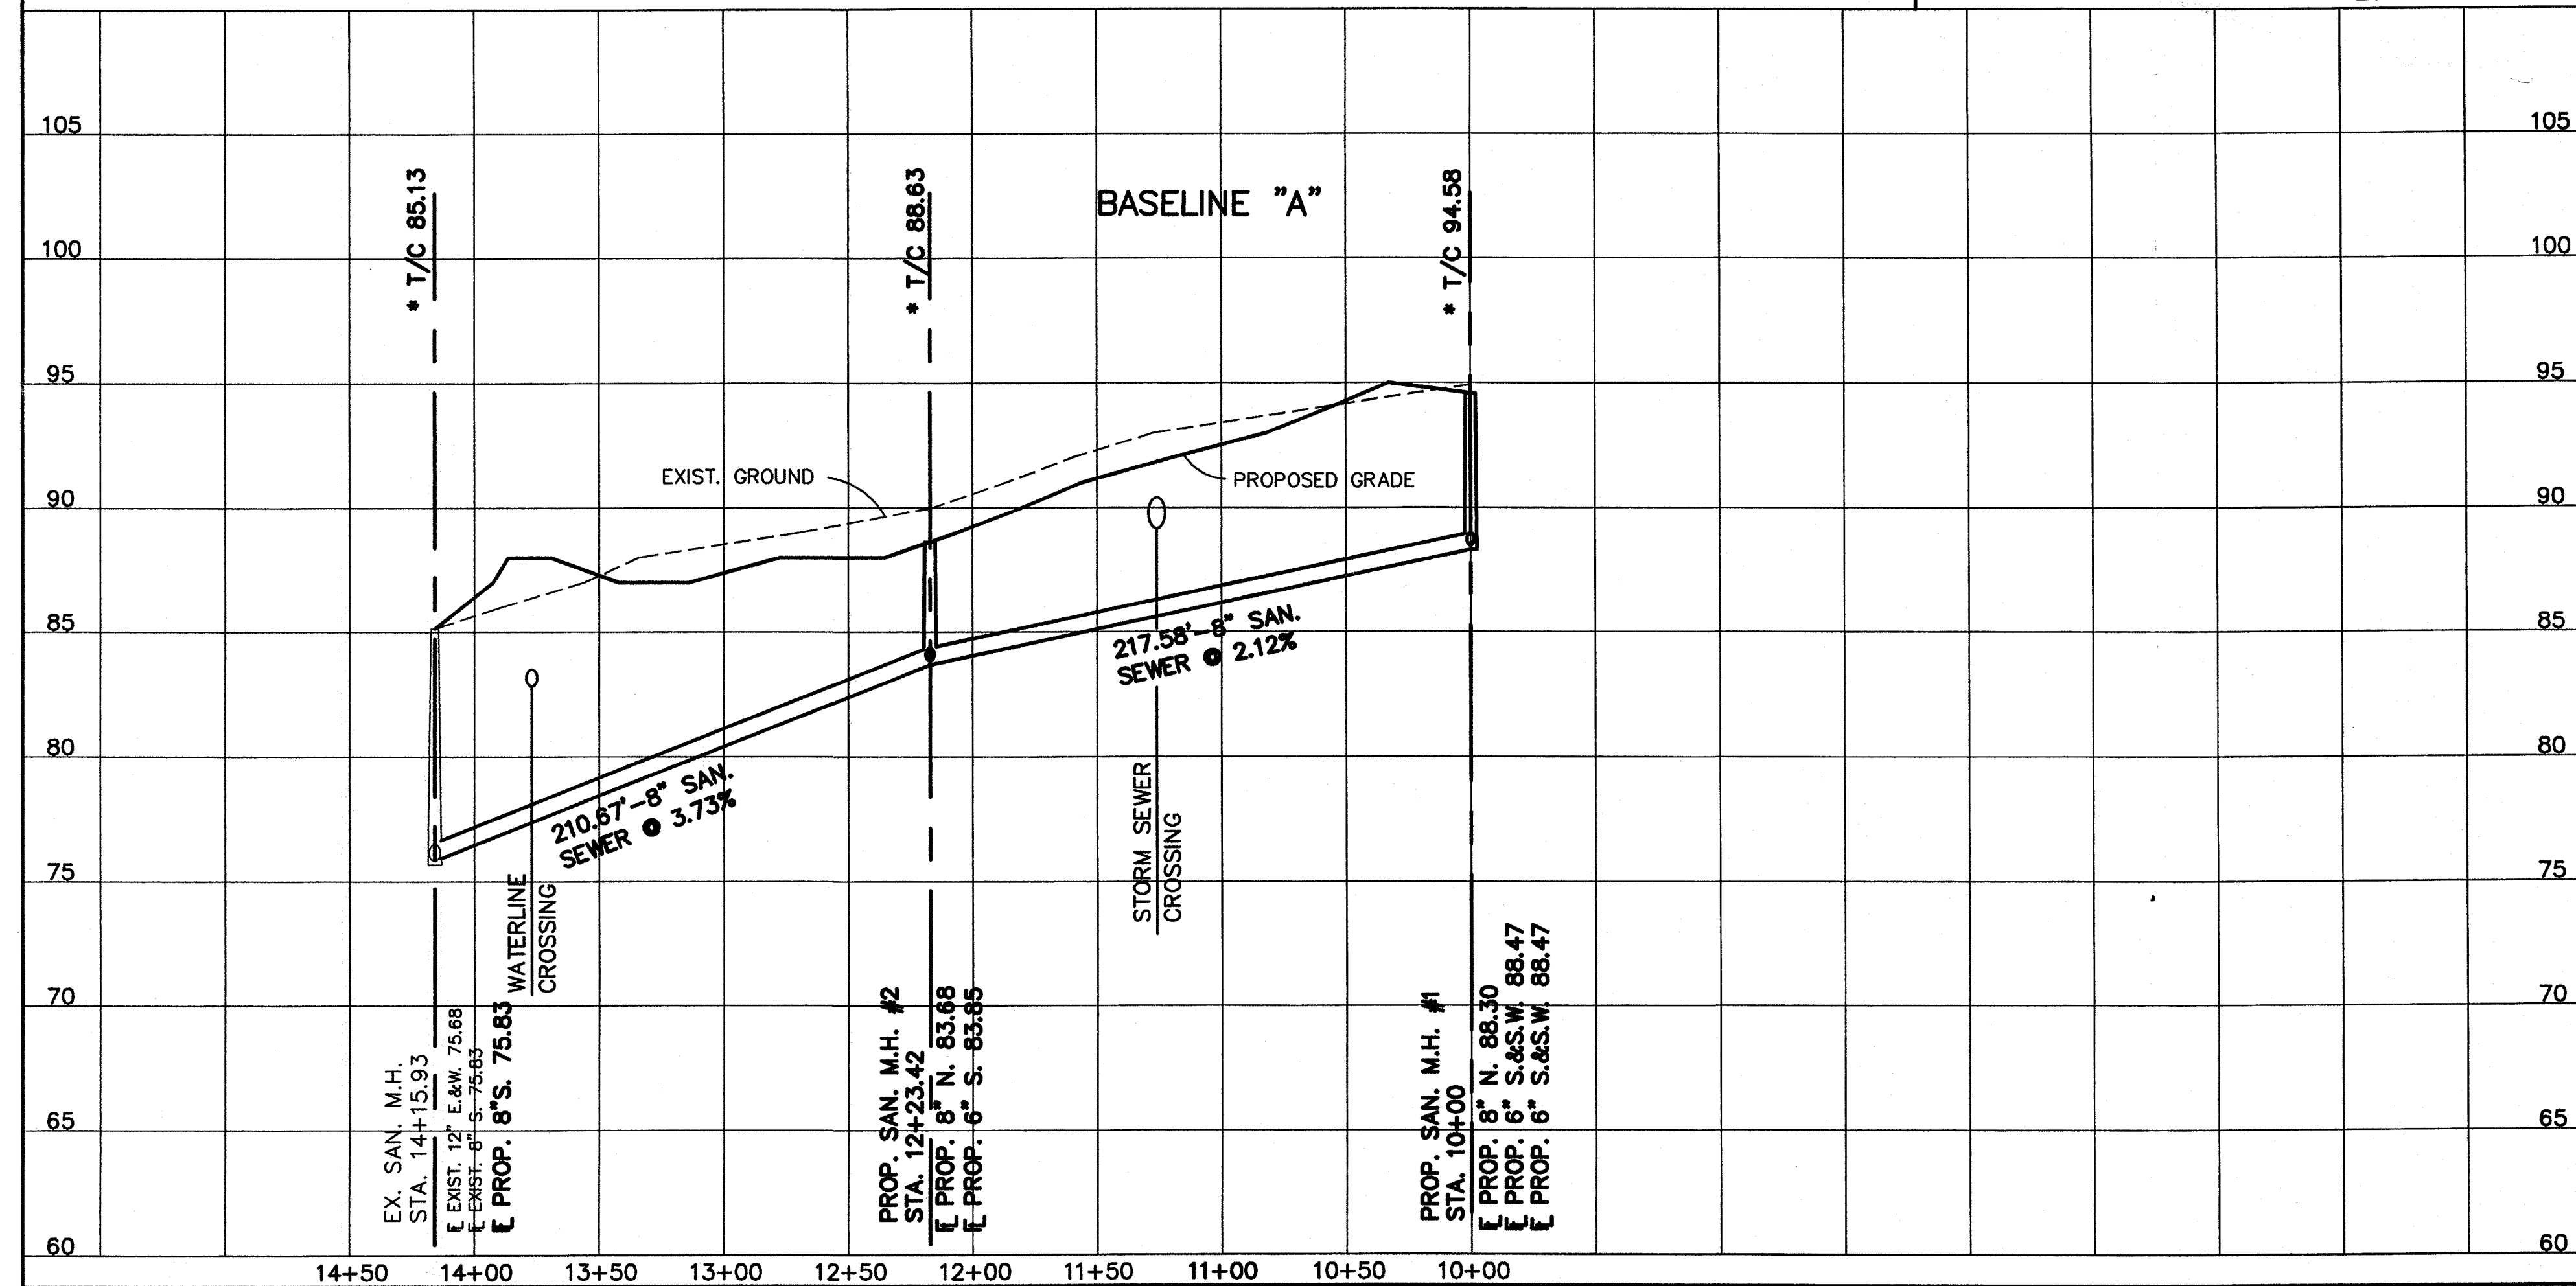 105
105
* T/C 85.13
* T/C 88.63
BASELINE "A"
* T/C 94.58
100
100
95
95
EXIST. GROUND
PROPOSED GRADE
90
90
85
85
217.58'-8" SAN.
SEWER @ 2.12%
80
80
210.67'-8" SAN.
SEWER @ 3.73%
75
75
WATERLINE
CROSSING
STORM SEWER
CROSSING
70
70
EX. SAN. M.H.
STA. 14+15.93
EXIST. 12" E.&W. 75.68
EXIST. 8" S. 75.83
PROP. 8"S. 75.83
PROP. SAN. M.H. #2
STA. 12+23.42
PROP. 8" N. 83.68
PROP. 6" S. 83.85
PROP. SAN. M.H. #1
STA. 10+00
PROP. 8" N. 88.30
PROP. 6" S.&S.W. 88.47
PROP. 6" S.&S.W. 88.47
65
65
60
60
14+50 14+00 13+50 13+00 12+50 12+00 11+50 11+00 10+50 10+00